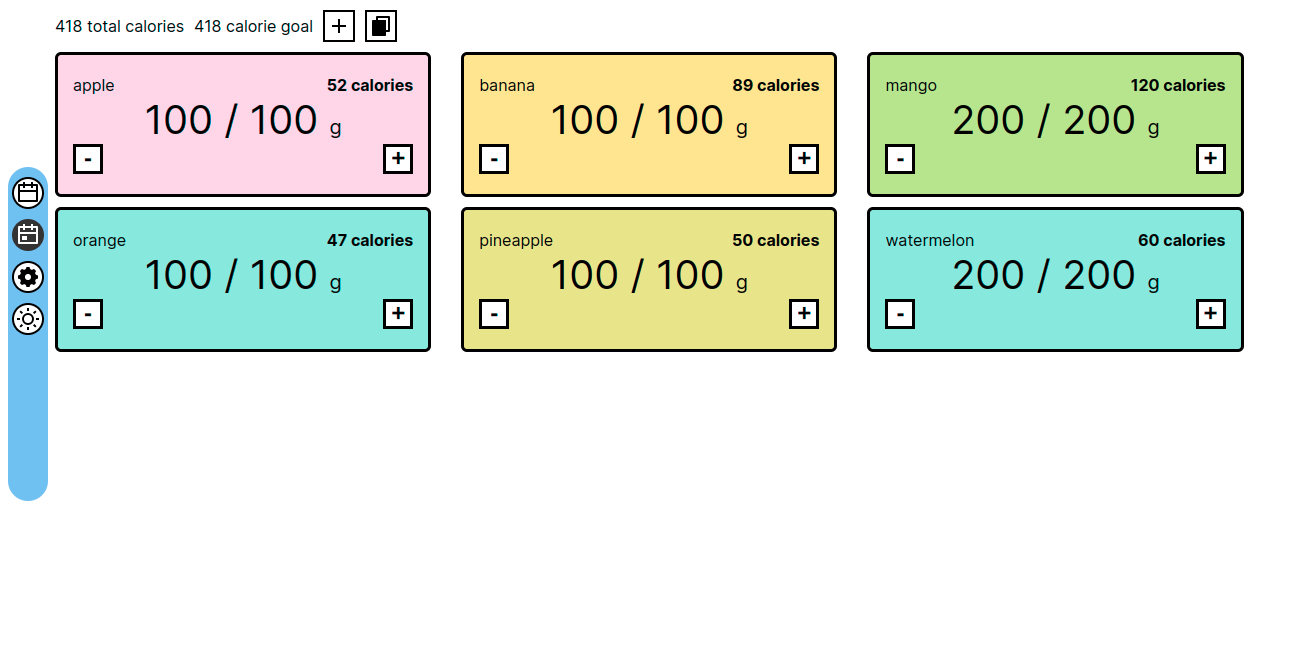 418 total calories 418 calorie goal +
apple 52 calories
100 / 100 g
- +
banana 89 calories
100 / 100 g
- +
mango 120 calories
200 / 200 g
- +
orange 47 calories
100 / 100 g
- +
pineapple 50 calories
100 / 100 g
- +
watermelon 60 calories
200 / 200 g
- +